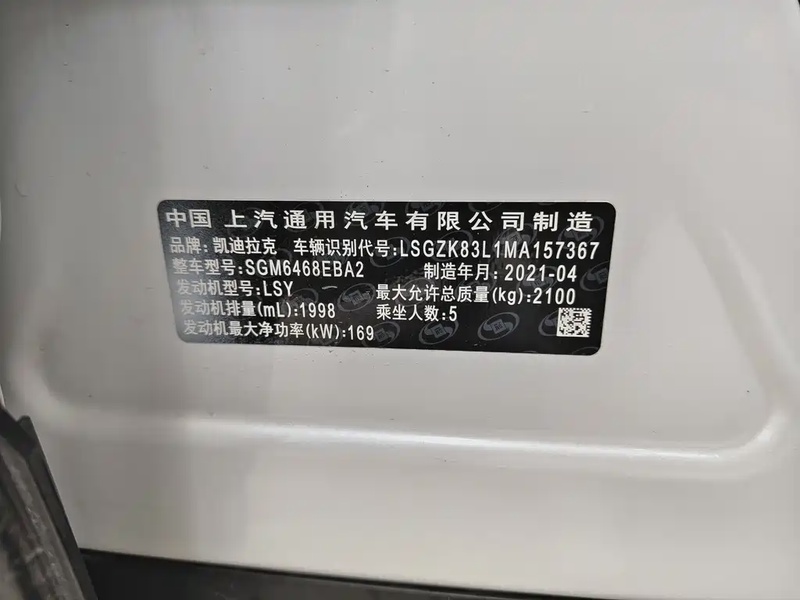 中国 上汽通用汽车有限公司制造
品牌: 凯迪拉克 车辆识别代号:LSGZK83L1MA157367
整车型号:SGM6468EBA2 制造年月:2021-04
发动机型号:LSY 最大允许总质量(kg):2100
发动机排量(mL):1998 乘坐人数:5
发动机最大净功率(kW):169